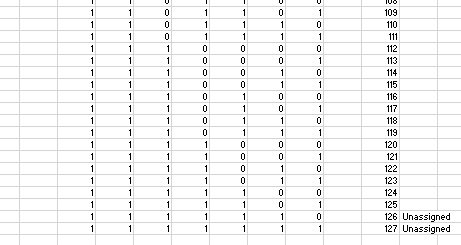 1 1 0 1 1 0 0 108
1 1 0 1 1 0 1 109
1 1 0 1 1 1 0 110
1 1 0 1 1 1 1 111
1 1 1 0 0 0 0 112
1 1 1 0 0 0 1 113
1 1 1 0 0 1 0 114
1 1 1 0 0 1 1 115
1 1 1 0 1 0 0 116
1 1 1 0 1 0 1 117
1 1 1 0 1 1 0 118
1 1 1 0 1 1 1 119
1 1 1 1 0 0 0 120
1 1 1 1 0 0 1 121
1 1 1 1 0 1 0 122
1 1 1 1 0 1 1 123
1 1 1 1 1 0 0 124
1 1 1 1 1 0 1 125
1 1 1 1 1 1 0 126 Unassigned
1 1 1 1 1 1 1 127 Unassigned